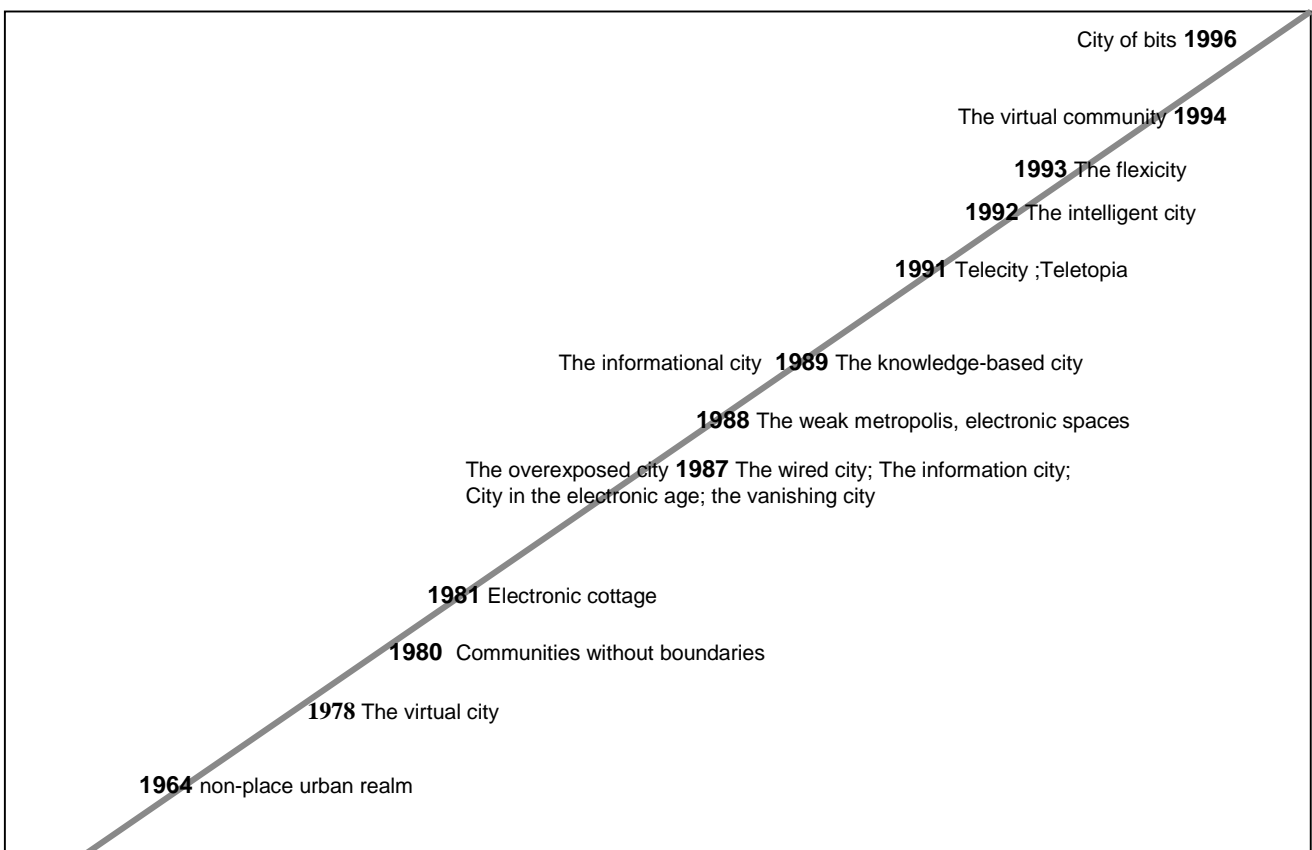 City of bits 1996
The virtual community 1994
1993 The flexicity
1992 The intelligent city
1991 Telecity ;Teletopia
The informational city 1989 The knowledge-based city
1988 The weak metropolis, electronic spaces
The overexposed city 1987 The wired city; The information city;
City in the electronic age; the vanishing city
1981 Electronic cottage
1980 Communities without boundaries
1978 The virtual city
1964 non-place urban realm